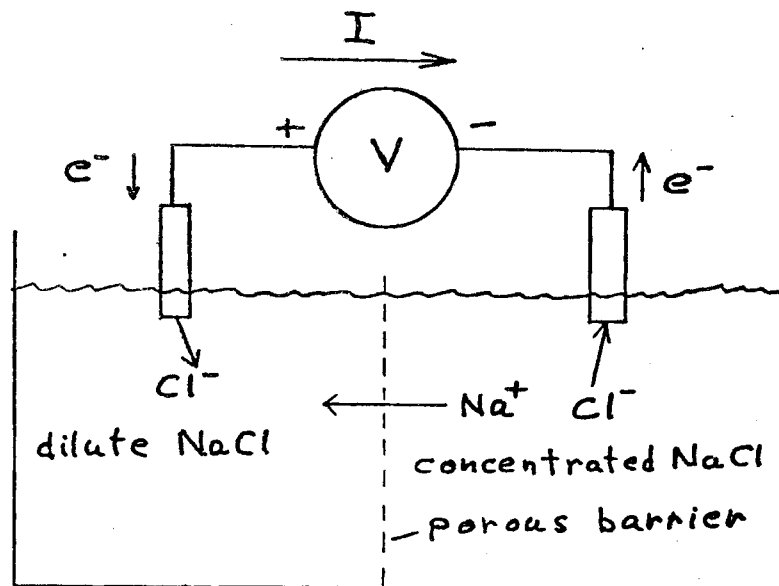 I
+ V -
e⁻ e⁻
Cl⁻
Na⁺ Cl⁻
dilute NaCl
concentrated NaCl
porous barrier